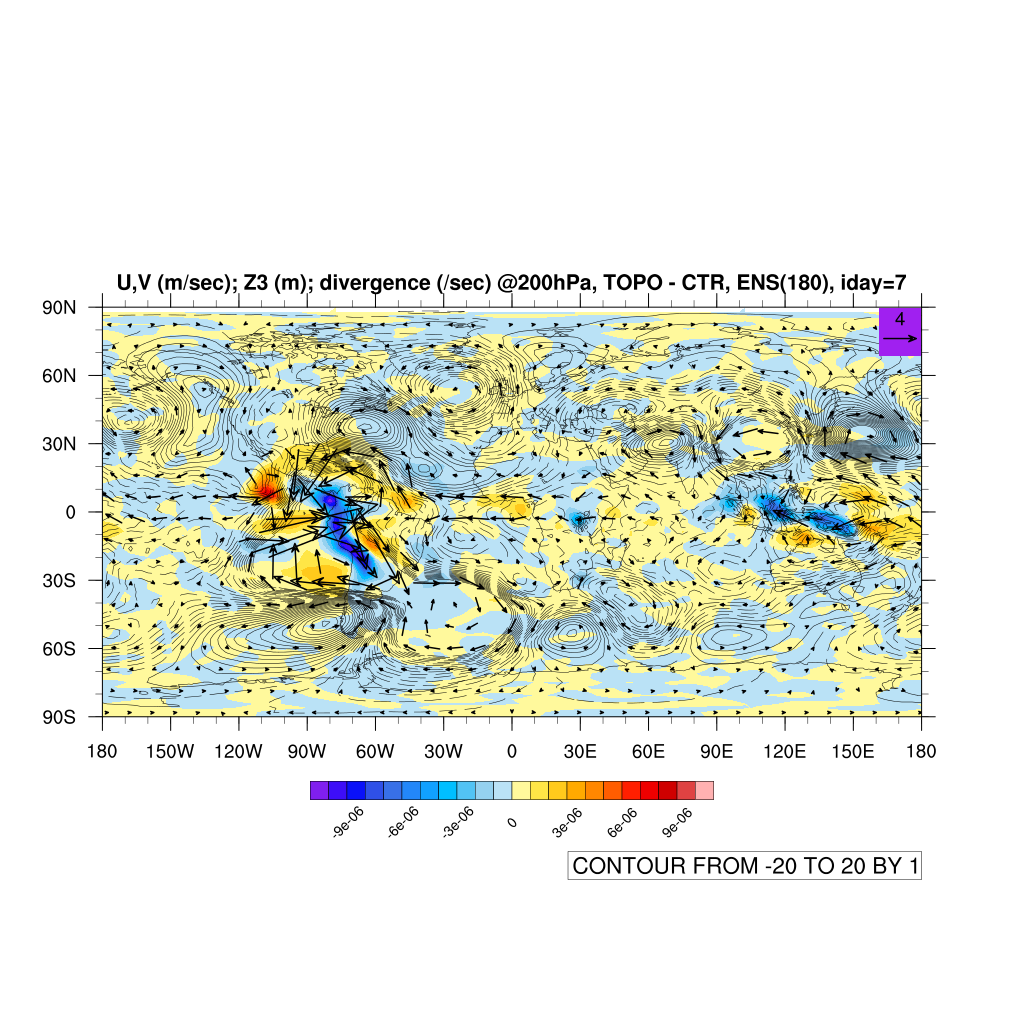 U,V (m/sec); Z3 (m); divergence (/sec) @200hPa, TOPO - CTR, ENS(180), iday=7
4
90N
60N
30N
0
30S
60S
90S
180 150W 120W 90W 60W 30W 0 30E 60E 90E 120E 150E 180
-9e-06 -6e-06 -3e-06 0 3e-06 6e-06 9e-06
CONTOUR FROM -20 TO 20 BY 1